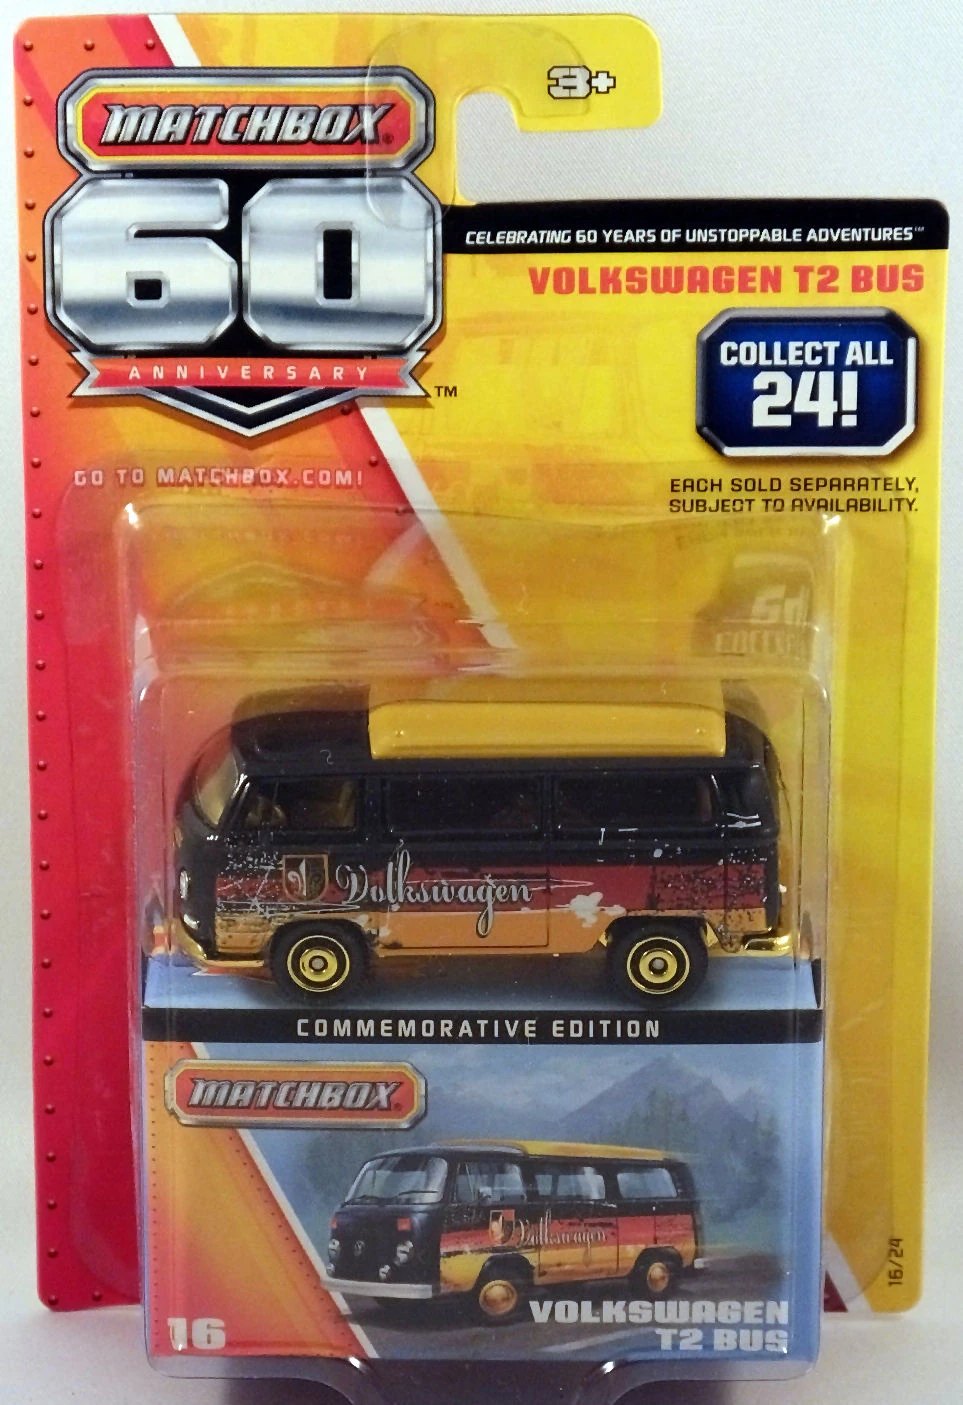 3+
MATCHBOX®
60
ANNIVERSARY
™
CELEBRATING 60 YEARS OF UNSTOPPABLE ADVENTURES™
VOLKSWAGEN T2 BUS
COLLECT ALL
24!
GO TO MATCHBOX.COM!
EACH SOLD SEPARATELY,
SUBJECT TO AVAILABILITY.
Volkswagen
COMMEMORATIVE EDITION
MATCHBOX®
Volkswagen
16/24
VOLKSWAGEN
T2 BUS
16